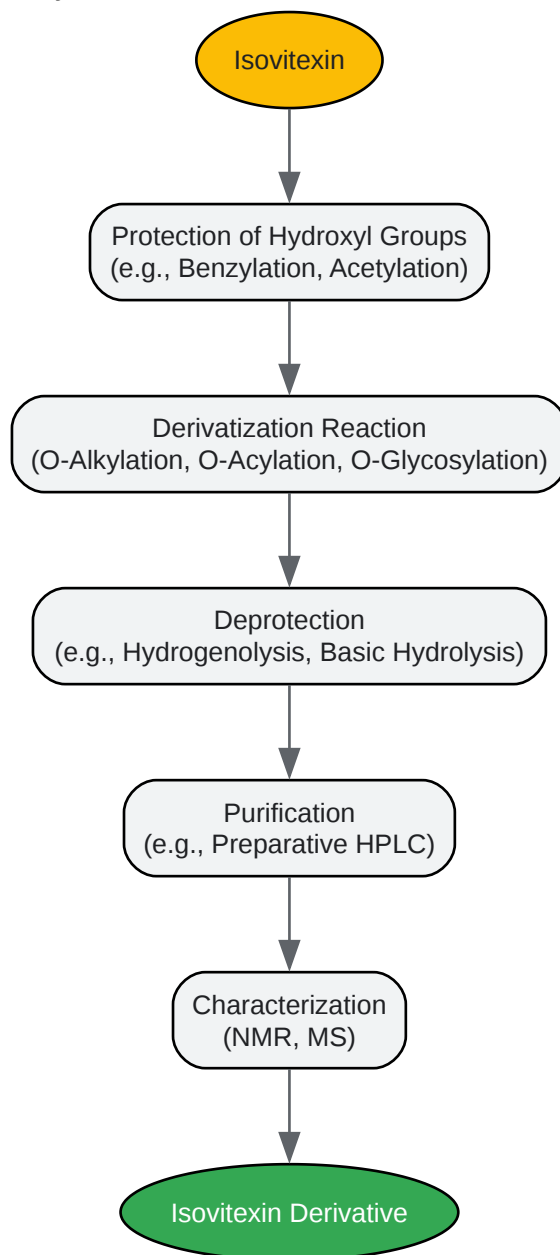 Isovitexin
Protection of Hydroxyl Groups
(e.g., Benzylation, Acetylation)
Derivatization Reaction
(O-Alkylation, O-Acylation, O-Glycosylation)
Deprotection
(e.g., Hydrogenolysis, Basic Hydrolysis)
Purification
(e.g., Preparative HPLC)
Characterization
(NMR, MS)
Isovitexin Derivative